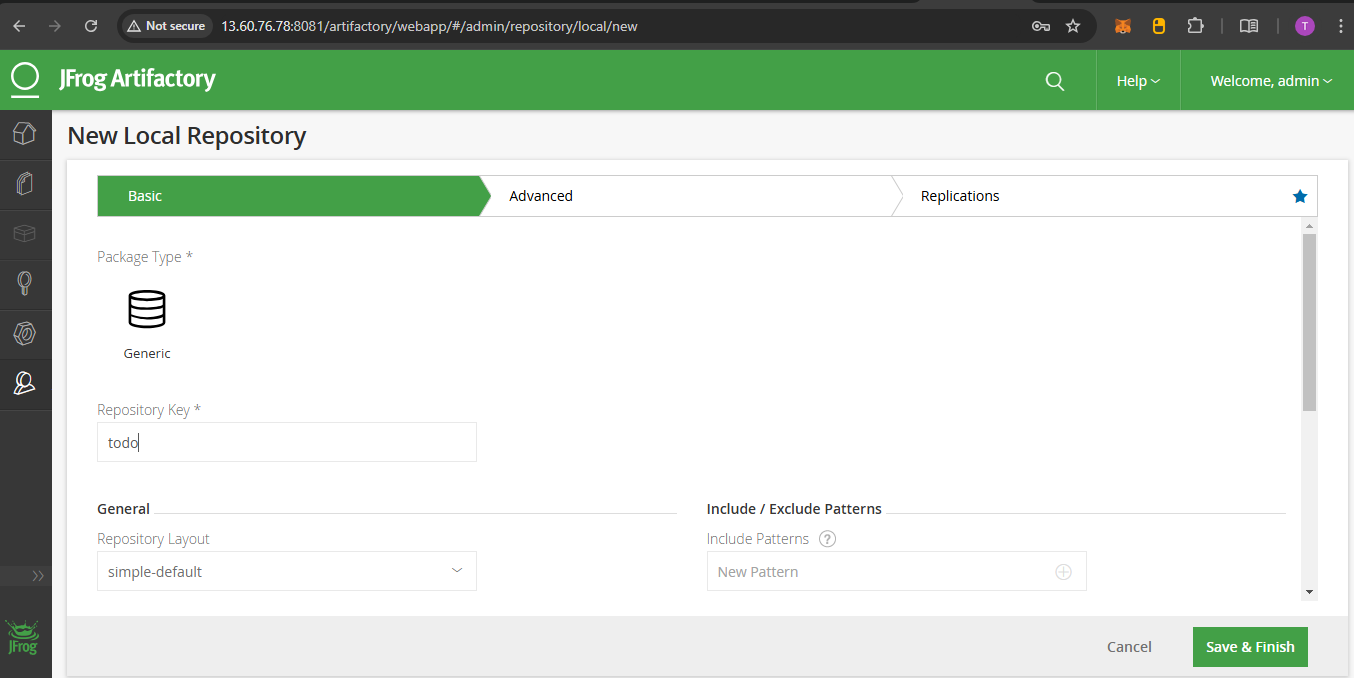 Not secure 13.60.76.78:8081/artifactory/webapp/#/admin/repository/local/new T
JFrog Artifactory Help Welcome, admin
New Local Repository
Basic Advanced Replications
Package Type *
Generic
Repository Key *
todo
General
Repository Layout
simple-default
Include / Exclude Patterns
Include Patterns ?
New Pattern
JFrog
Cancel Save & Finish